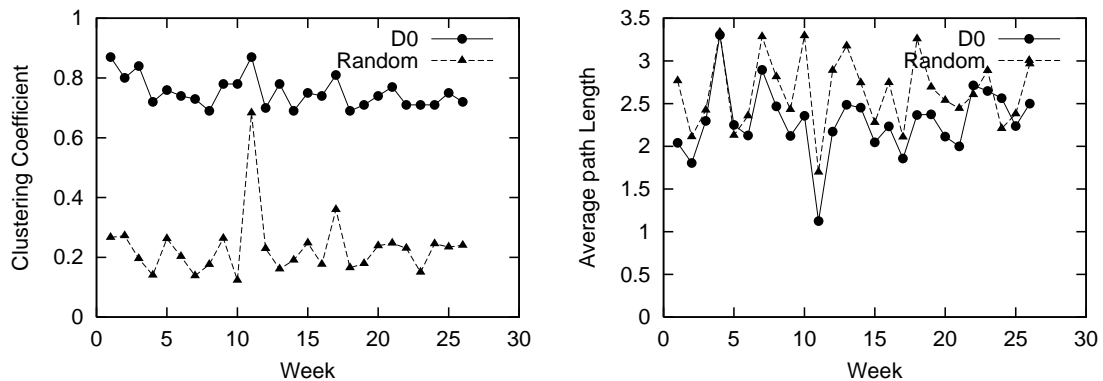 1
0.8
0.6
0.4
0.2
0
0 5 10 15 20 25 30
Clustering Coefficient
Week
D0
Random
3.5
3
2.5
2
1.5
1
0.5
0
0 5 10 15 20 25 30
Average path Length
Week
D0
Random